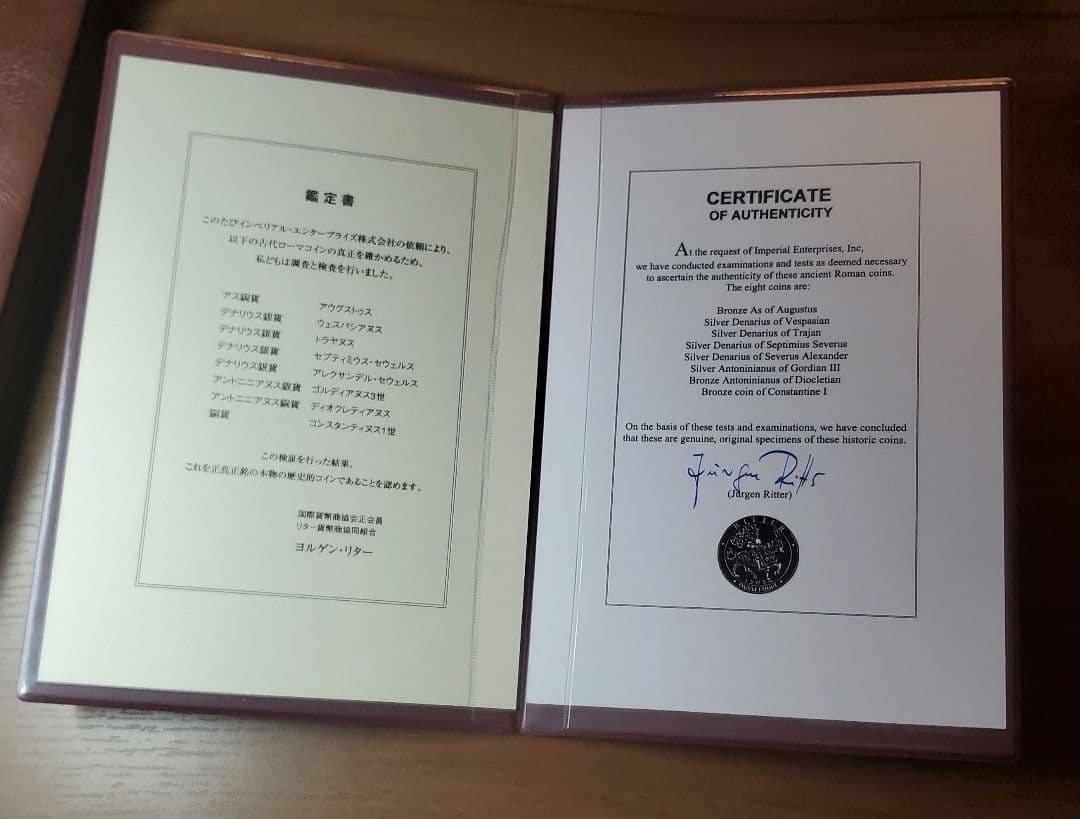 鑑定書
このたびインペリアル・エンタープライズ株式会社の依頼により、
以下の古代ローマコインの真正を確かめるため、
私どもは調査と検査を行いました。
アス銅貨 アウグストゥス
デナリウス銀貨 ウェスパシアヌス
デナリウス銀貨 トラヤヌス
デナリウス銀貨 セプティミウス・セウェルス
デナリウス銀貨 アレクサンデル・セウェルス
アントニニアヌス銀貨 ゴルディアヌス3世
アントニニアヌス銅貨 ディオクレティアヌス
銅貨 コンスタンティヌス1世
この検証を行った結果、
これを正真正銘の本物の歴史的コインであることを認めます。
国際貨幣商協会正会員
リター貨幣商協同組合
ヨルゲン・リター
CERTIFICATE
OF AUTHENTICITY
At the request of Imperial Enterprises, Inc,
we have conducted examinations and tests as deemed necessary
to ascertain the authenticity of these ancient Roman coins.
The eight coins are:
Bronze As of Augustus
Silver Denarius of Vespasian
Silver Denarius of Trajan
Silver Denarius of Septimius Severus
Silver Denarius of Severus Alexander
Silver Antoninianus of Gordian III
Bronze Antoninianus of Diocletian
Bronze coin of Constantine I
On the basis of these tests and examinations, we have concluded
that these are genuine, original specimens of these historic coins.
Jürgen Ritter
(Jürgen Ritter)
RITTER